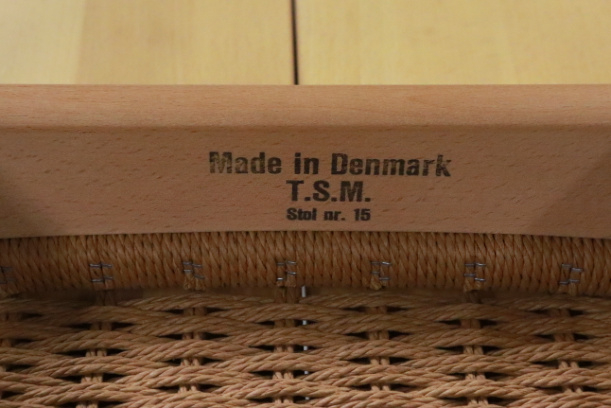 Made in Denmark
T.S.M.
Stol nr. 15